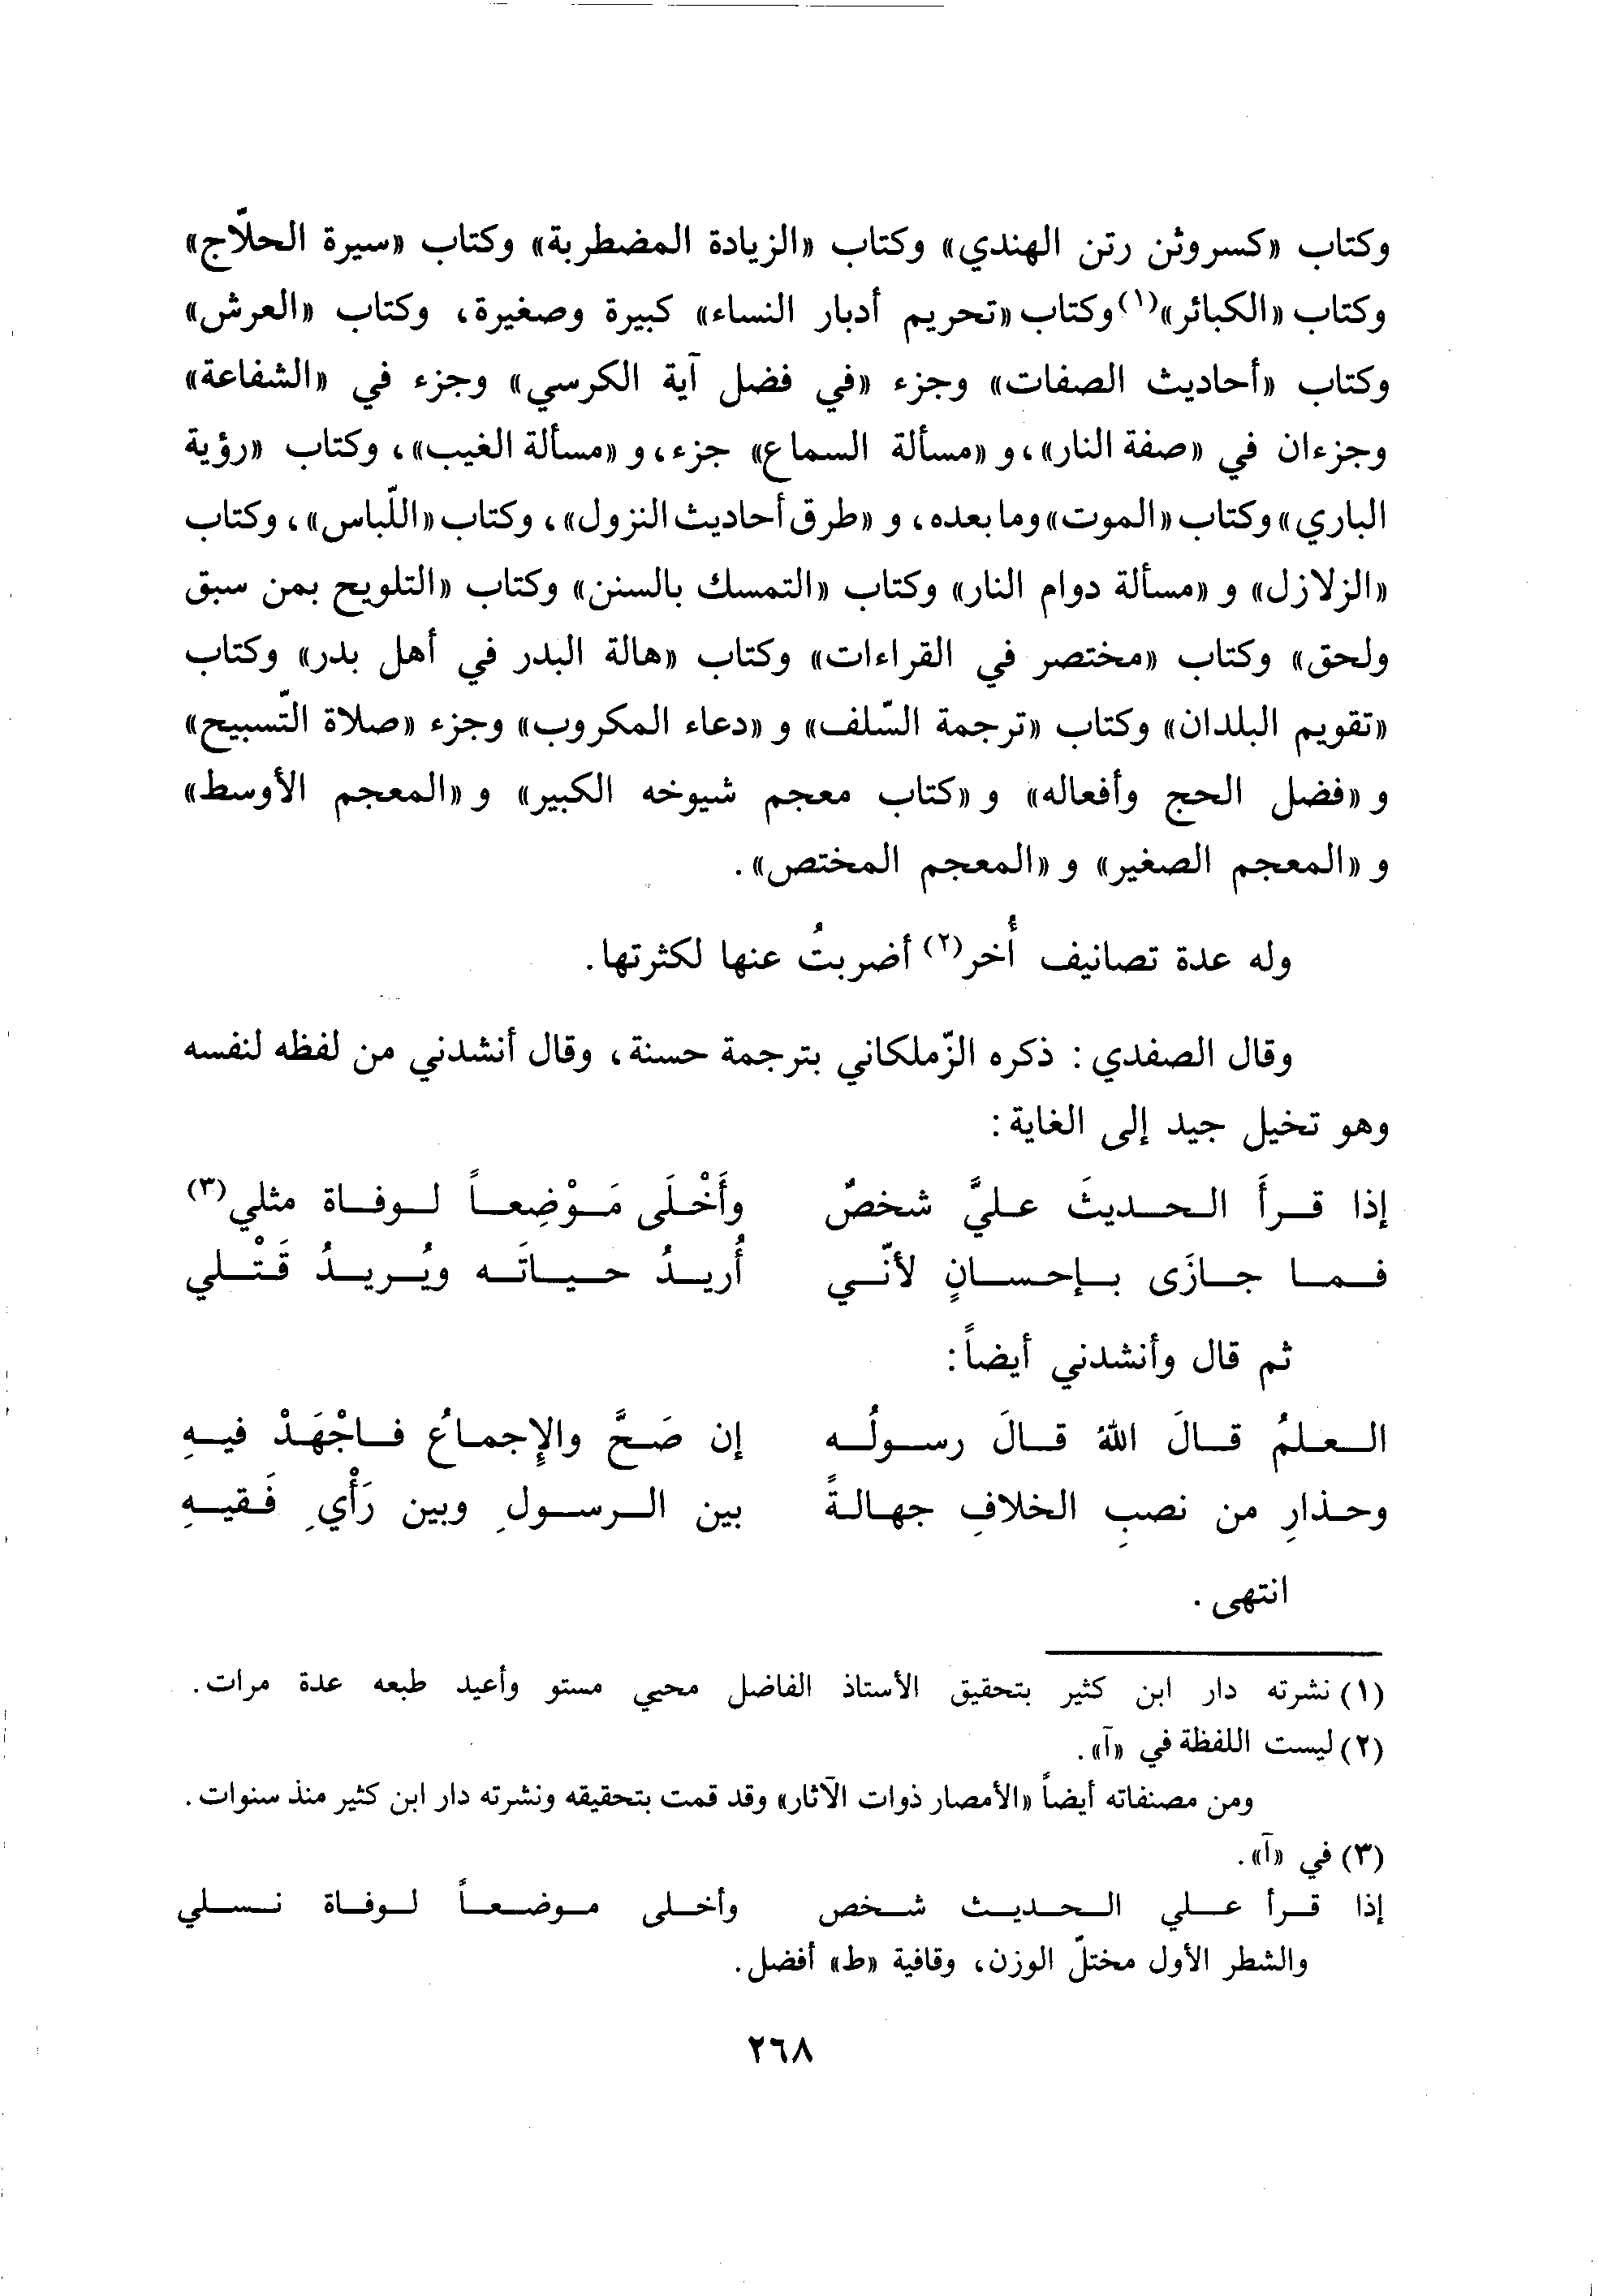 وكتاب «كسروثن رتن الهندي» وكتاب «الزيادة المضطربة» وكتاب «سيرة الحلّاج»
وكتاب «الكبائر»(١) وكتاب «تحريم أدبار النساء» كبيرة وصغيرة، وكتاب «العرش»
وكتاب «أحاديث الصفات» وجزء «في فضل آية الكرسي» وجزء في «الشفاعة»
وجزءان في «صفة النار»، و «مسألة السماع» جزء، و «مسألة الغيب»، وكتاب «رؤية
الباري» وكتاب «الموت» وما بعده، و «طرق أحاديث النزول»، وكتاب «اللّباس»، وكتاب
«الزلازل» و «مسألة دوام النار» وكتاب «التمسك بالسنن» وكتاب «التلويح بمن سبق
ولحق» وكتاب «مختصر في القراءات» وكتاب «هالة البدر في أهل بدر» وكتاب
«تقويم البلدان» وكتاب «ترجمة السّلف» و «دعاء المكروب» وجزء «صلاة التّسبيح»
و «فضل الحج وأفعاله» و «كتاب معجم شيوخه الكبير» و «المعجم الأوسط»
و «المعجم الصغير» و «المعجم المختص».
وله عدة تصانيف أُخر(٢) أضربتُ عنها لكثرتها.
وقال الصفدي: ذكره الزّملكاني بترجمة حسنة، وقال أنشدني من لفظه لنفسه
وهو تخيل جيد إلى الغاية:
إذا قرأَ الحديثَ عليَّ شخصٌ وأَخْلَى مَوْضِعاً لوفاة مثلي(٣)
فما جازَى بإحسانٍ لأنّي أُريدُ حياتَه ويُريدُ قَتْلي
ثم قال وأنشدني أيضاً:
العلمُ قالَ اللهُ قالَ رسولُه إن صَحَّ والإجماعُ فاجْهَدْ فيهِ
وحذارِ من نصبِ الخلافِ جهالةً بين الرسولِ وبين رَأْيِ فَقيهِ
انتهى.
(١) نشرته دار ابن كثير بتحقيق الأستاذ الفاضل محيي مستو وأعيد طبعه عدة مرات.
(٢) ليست اللفظة في «آ».
ومن مصنفاته أيضاً «الأمصار ذوات الآثار» وقد قمت بتحقيقه ونشرته دار ابن كثير منذ سنوات.
(٣) في «آ».
إذا قرأ علي الحديث شخص وأخلى موضعاً لوفاة نسلي
والشطر الأول مختلّ الوزن، وقافية «ط» أفضل.
٢٦٨